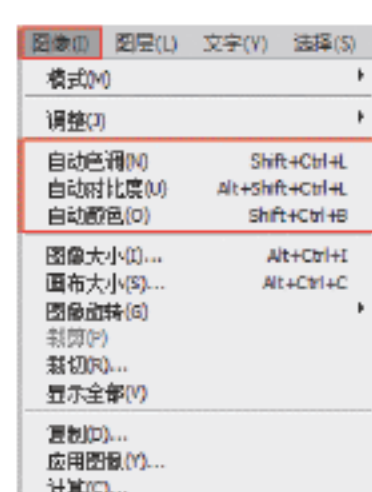 图像(I) 图层(L) 文字(Y) 选择(S)
模式(M)
调整(J)
自动色调(N) Shift+Ctrl+L
自动对比度(U) Alt+Shift+Ctrl+L
自动颜色(O) Shift+Ctrl+B
图像大小(I)... Alt+Ctrl+I
画布大小(S)... Alt+Ctrl+C
图像旋转(G)
裁剪(P)
裁切(R)...
显示全部(V)
复制(D)...
应用图像(Y)...
计算(C)...